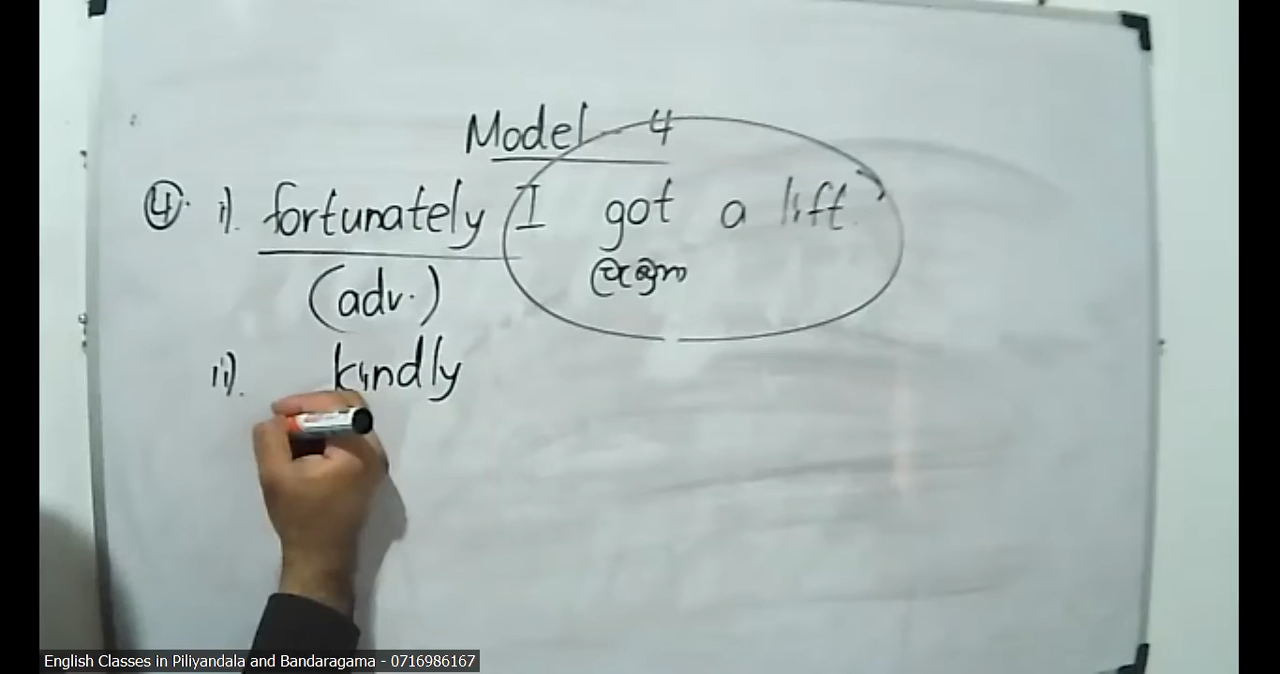 Model - 4
④. i). fortunately I got a lift.
(adv.)
ii). kindly
English Classes in Piliyandala and Bandaragama - 0716986167